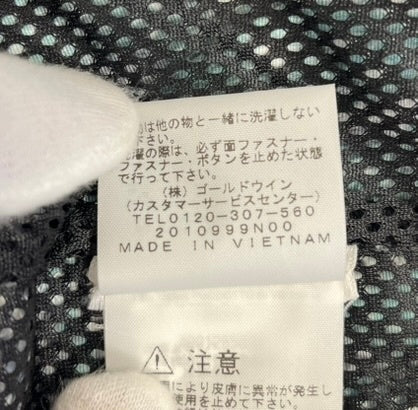 は他の物と一緒に洗濯しない
下さい。
濯の際は、必ず面ファスナー・
ファスナー・ボタンを止めた状態
で行って下さい。
(株)ゴールドウイン
(カスタマーサービスセンター)
TEL0120-307-560
2010999N00
MADE IN VIETNAM
注意
により皮膚に異常が発生し
使用を